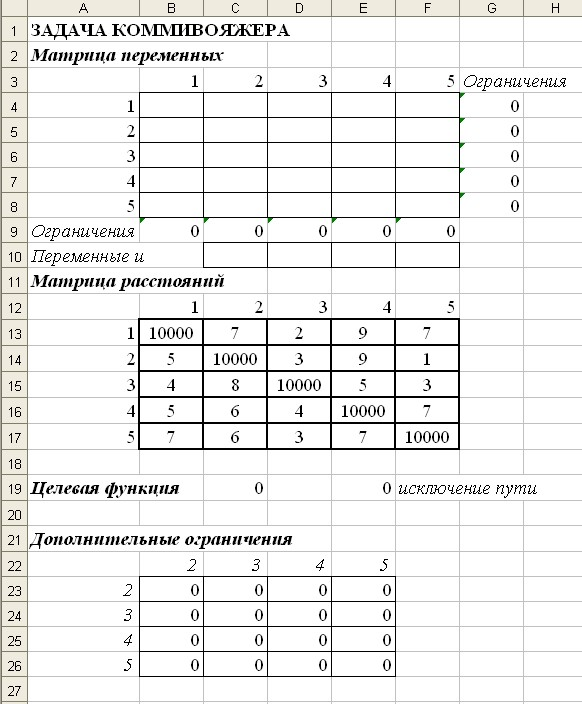 A B C D E F G H
1 ЗАДАЧА КОММИВОЯЖЕРА
2 Матрица переменных
3 1 2 3 4 5 Ограничения
4 1 0
5 2 0
6 3 0
7 4 0
8 5 0
9 Ограничения 0 0 0 0 0
10 Переменные и
11 Матрица расстояний
12 1 2 3 4 5
13 1 10000 7 2 9 7
14 2 5 10000 3 9 1
15 3 4 8 10000 5 3
16 4 5 6 4 10000 7
17 5 7 6 3 7 10000
18
19 Целевая функция 0 0 исключение пути
20
21 Дополнительные ограничения
22 2 3 4 5
23 2 0 0 0 0
24 3 0 0 0 0
25 4 0 0 0 0
26 5 0 0 0 0
27